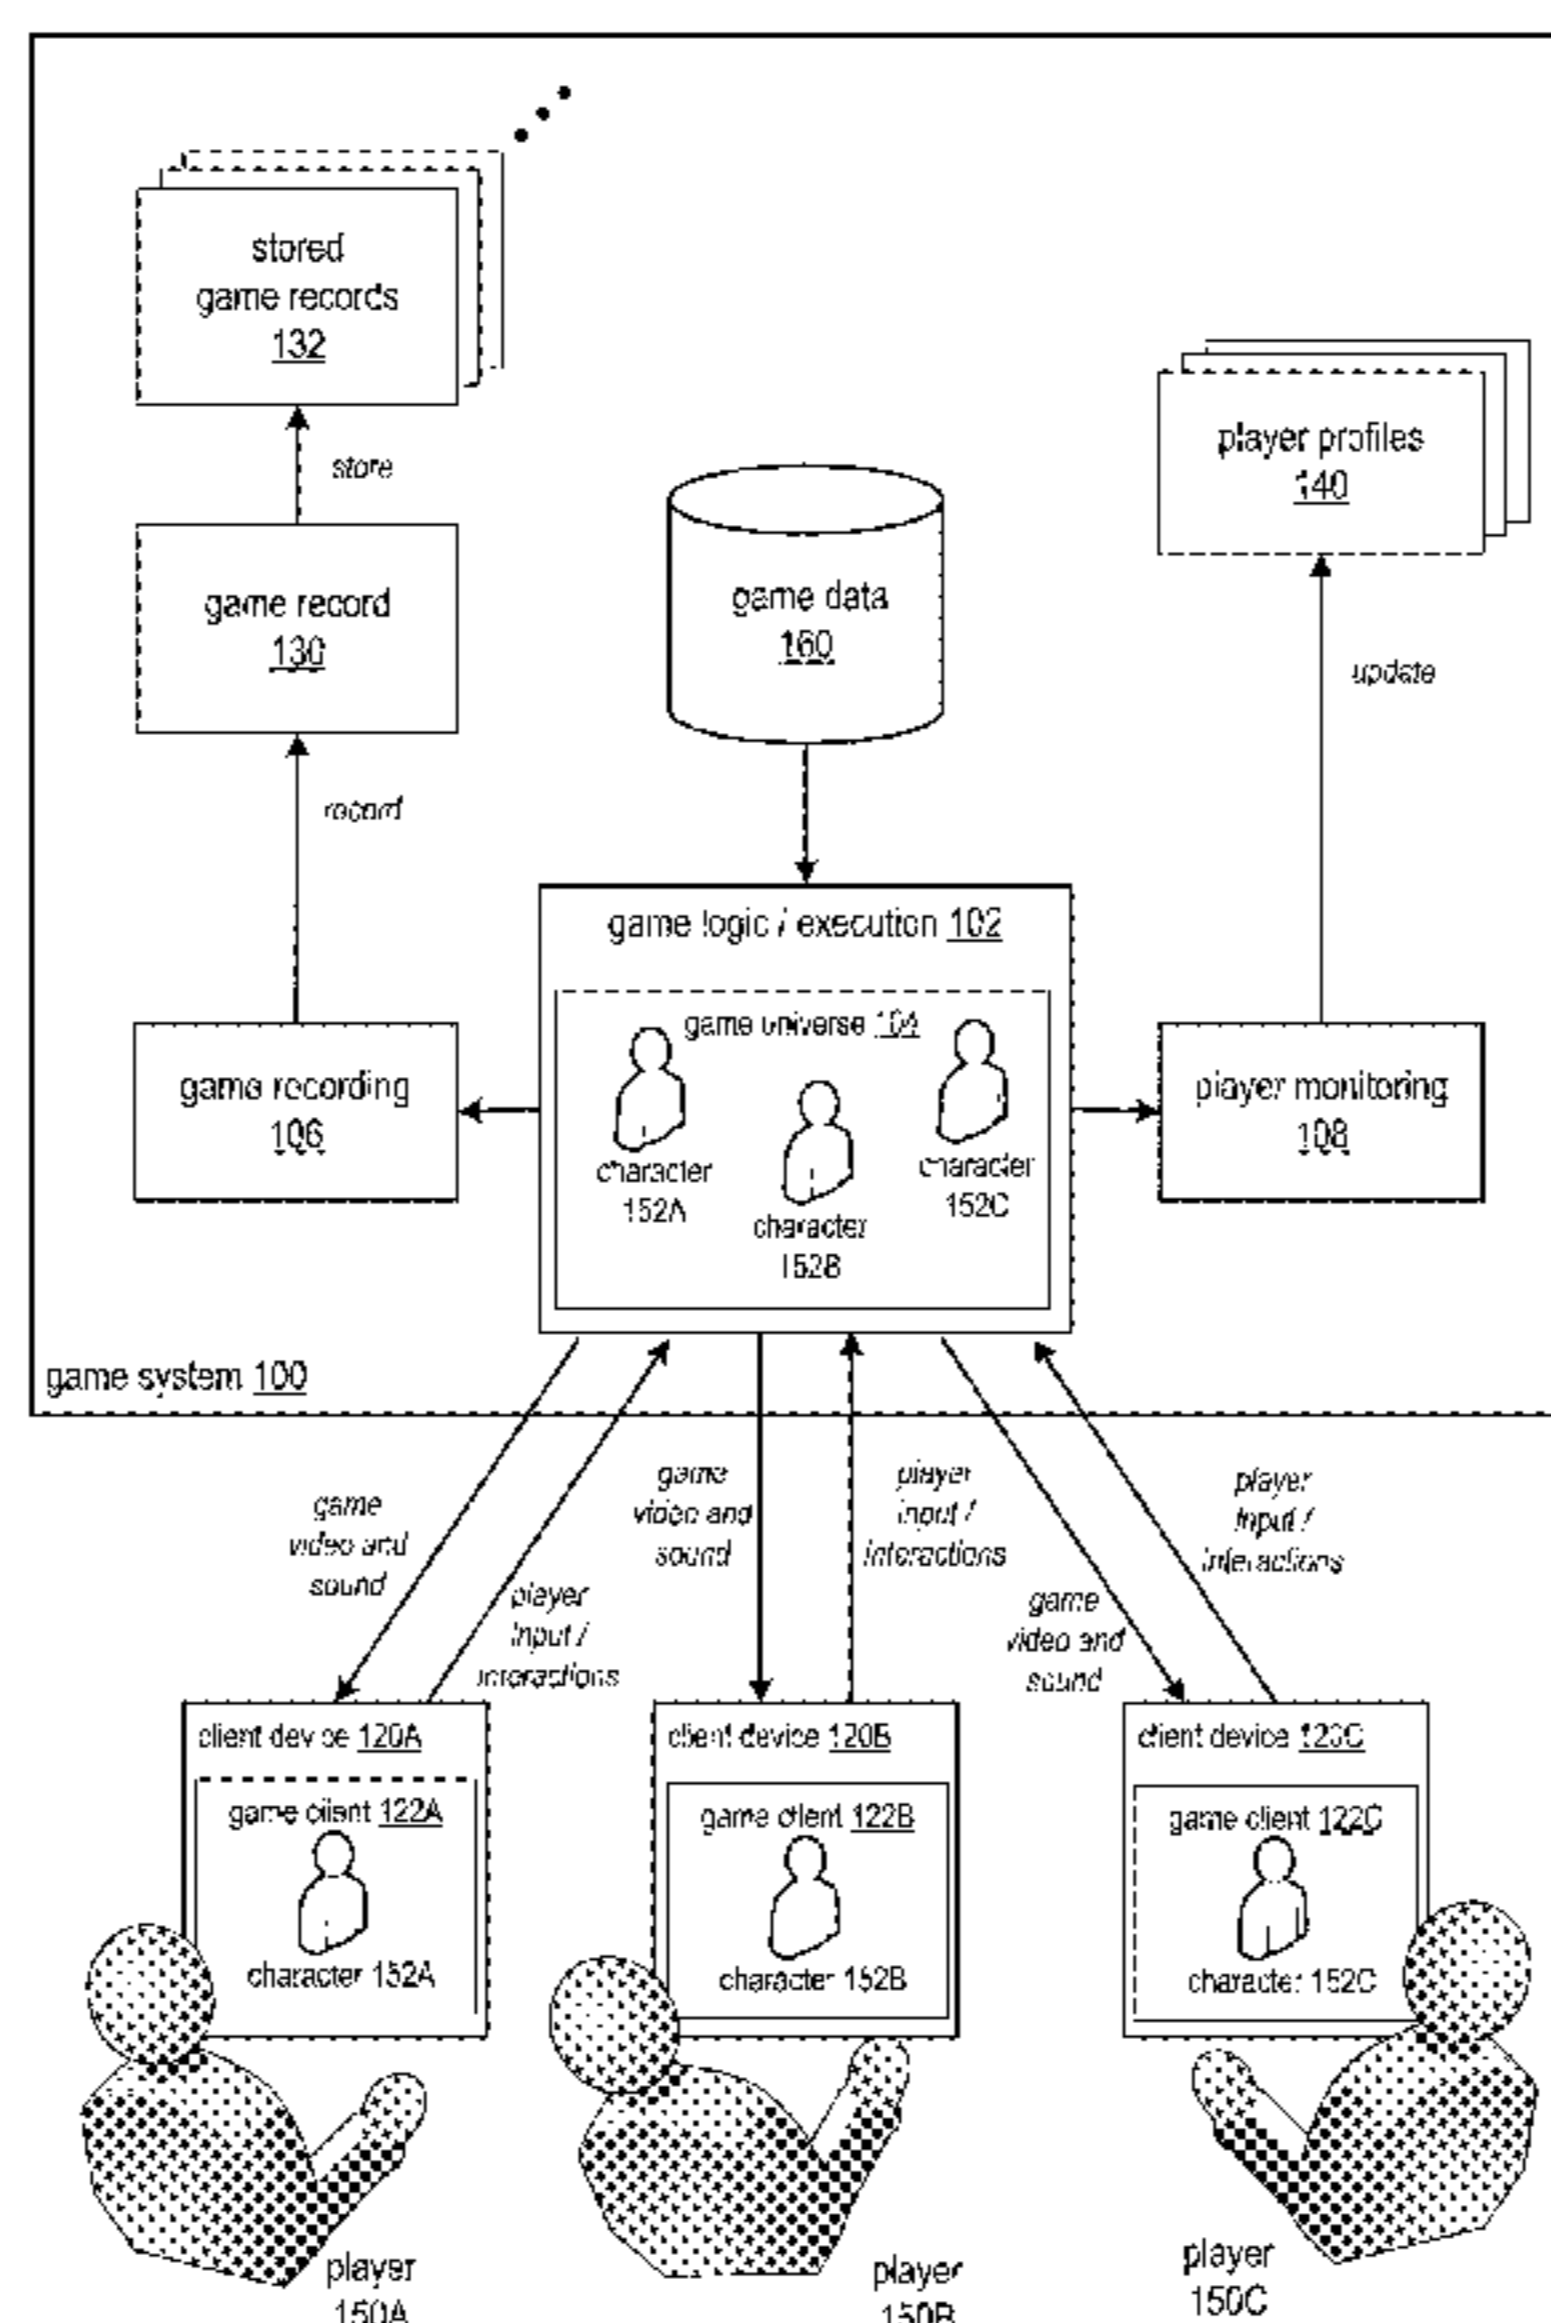 stored
game records
132
store
player profiles
140
game record
130
game data
160
update
record
game logic / execution 102
game universe 104
game recording
106
character
152A
character
152B
character
152C
player monitoring
108
game system 100
game
video and
sound
player
input /
interactions
game
video and
sound
player
input /
interactions
game
video and
sound
player
input /
interactions
client device 120A
game client 122A
character 152A
client device 120B
game client 122B
character 152B
client device 120C
game client 122C
character 152C
player
150A
player
150B
player
150C